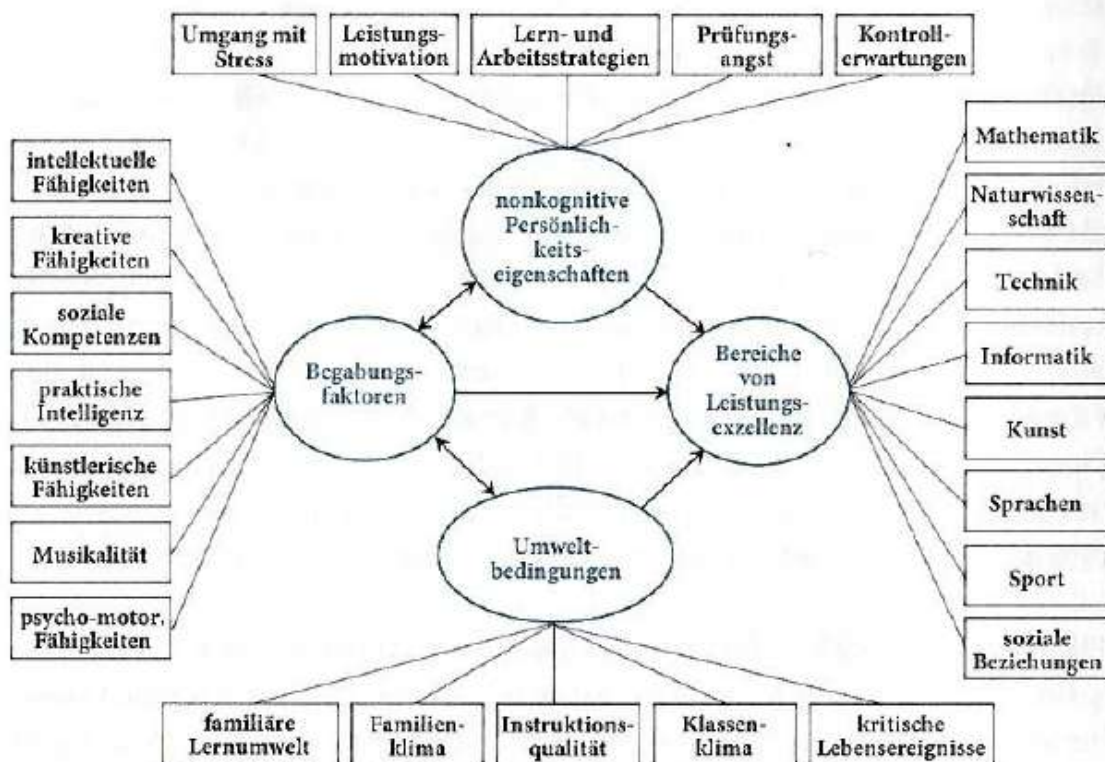 Umgang mit
Stress
Leistungs-
motivation
Lern- und
Arbeitsstrategien
Prüfungs-
angst
Kontroll-
erwartungen
intellektuelle
Fähigkeiten
kreative
Fähigkeiten
soziale
Kompetenzen
praktische
Intelligenz
künstlerische
Fähigkeiten
Musikalität
psycho-motor.
Fähigkeiten
nonkognitive
Persönlich-
keits-
eigenschaften
Begabungs-
faktoren
Bereiche
von
Leistungs-
exzellenz
Umwelt-
bedingungen
Mathematik
Naturwissen-
schaft
Technik
Informatik
Kunst
Sprachen
Sport
soziale
Beziehungen
familiäre
Lernumwelt
Familien-
klima
Instruktions-
qualität
Klassen-
klima
kritische
Lebensereignisse